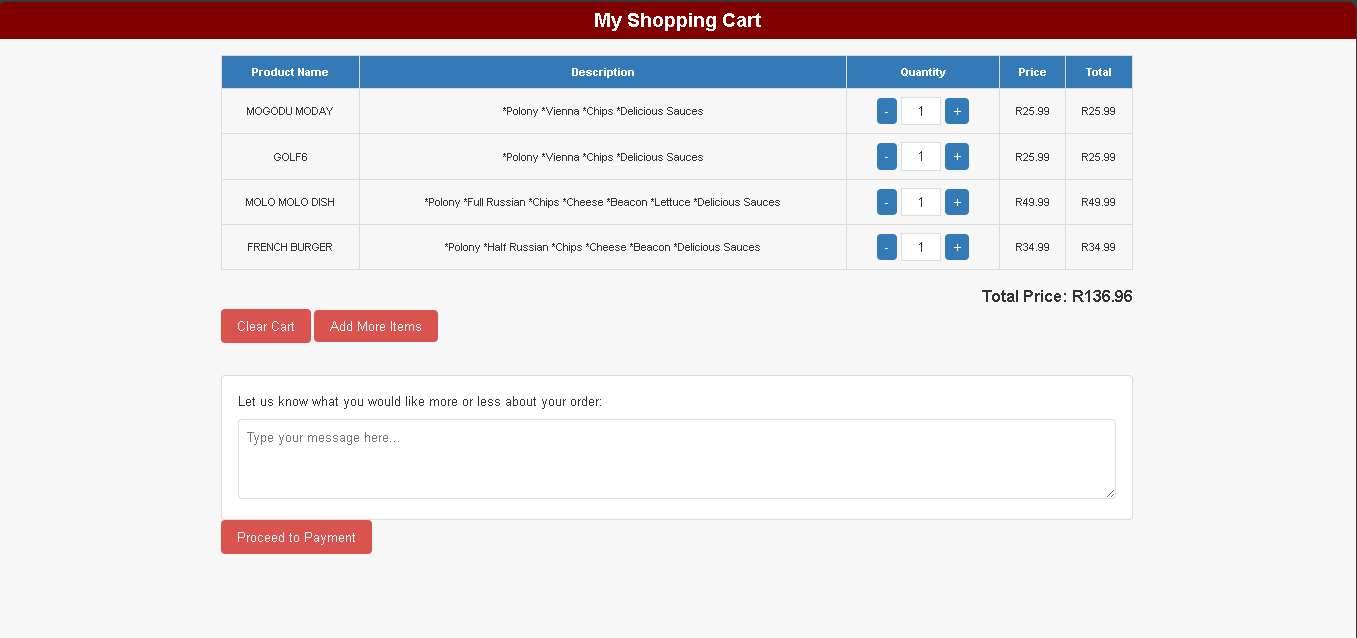 My Shopping Cart
Product Name Description Quantity Price Total
MOGODU MODAY *Polony *Vienna *Chips *Delicious Sauces - 1 + R25.99 R25.99
GOLF6 *Polony *Vienna *Chips *Delicious Sauces - 1 + R25.99 R25.99
MOLO MOLO DISH *Polony *Full Russian *Chips *Cheese *Beacon *Lettuce *Delicious Sauces - 1 + R49.99 R49.99
FRENCH BURGER *Polony *Half Russian *Chips *Cheese *Beacon *Delicious Sauces - 1 + R34.99 R34.99
Total Price: R136.96
Clear Cart Add More Items
Let us know what you would like more or less about your order:
Type your message here...
Proceed to Payment